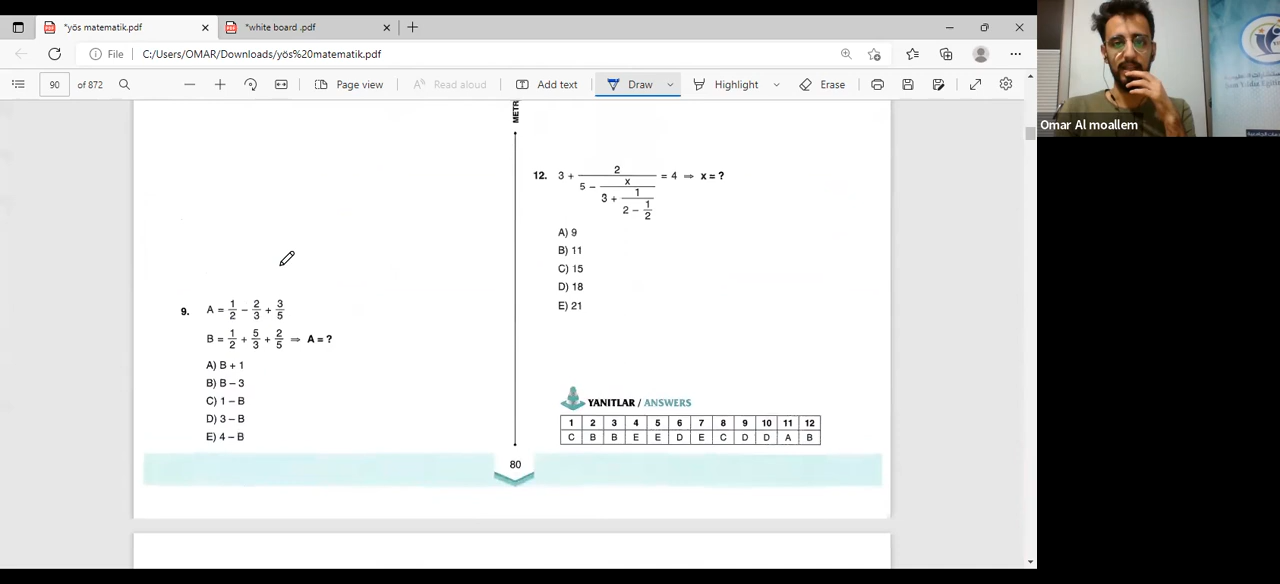 *yös matematik.pdf
*white board .pdf
File
C:/Users/OMAR/Downloads/yös%20matematik.pdf
90 of 872
Page view
Read aloud
Add text
Draw
Highlight
Erase
Omar Al moallem
METR
9. A = 1/2 - 2/3 + 3/5
B = 1/2 + 5/3 + 2/5 ⇒ A = ?
A) B + 1
B) B – 3
C) 1 – B
D) 3 – B
E) 4 – B
12. 3 + 2/(5 - x/(3 + 1/(2 - 1/2))) = 4 ⇒ x = ?
A) 9
B) 11
C) 15
D) 18
E) 21
YANITLAR / ANSWERS
1 2 3 4 5 6 7 8 9 10 11 12
C B B E E D E C D D A B
80